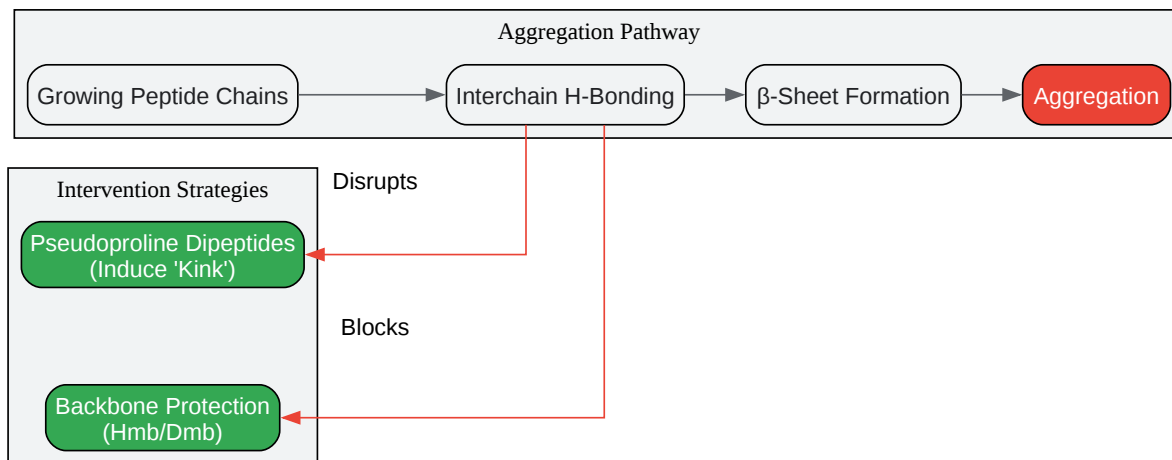 Aggregation Pathway
Growing Peptide Chains
Interchain H-Bonding
β-Sheet Formation
Aggregation
Intervention Strategies
Disrupts
Pseudoproline Dipeptides
(Induce 'Kink')
Blocks
Backbone Protection
(Hmb/Dmb)